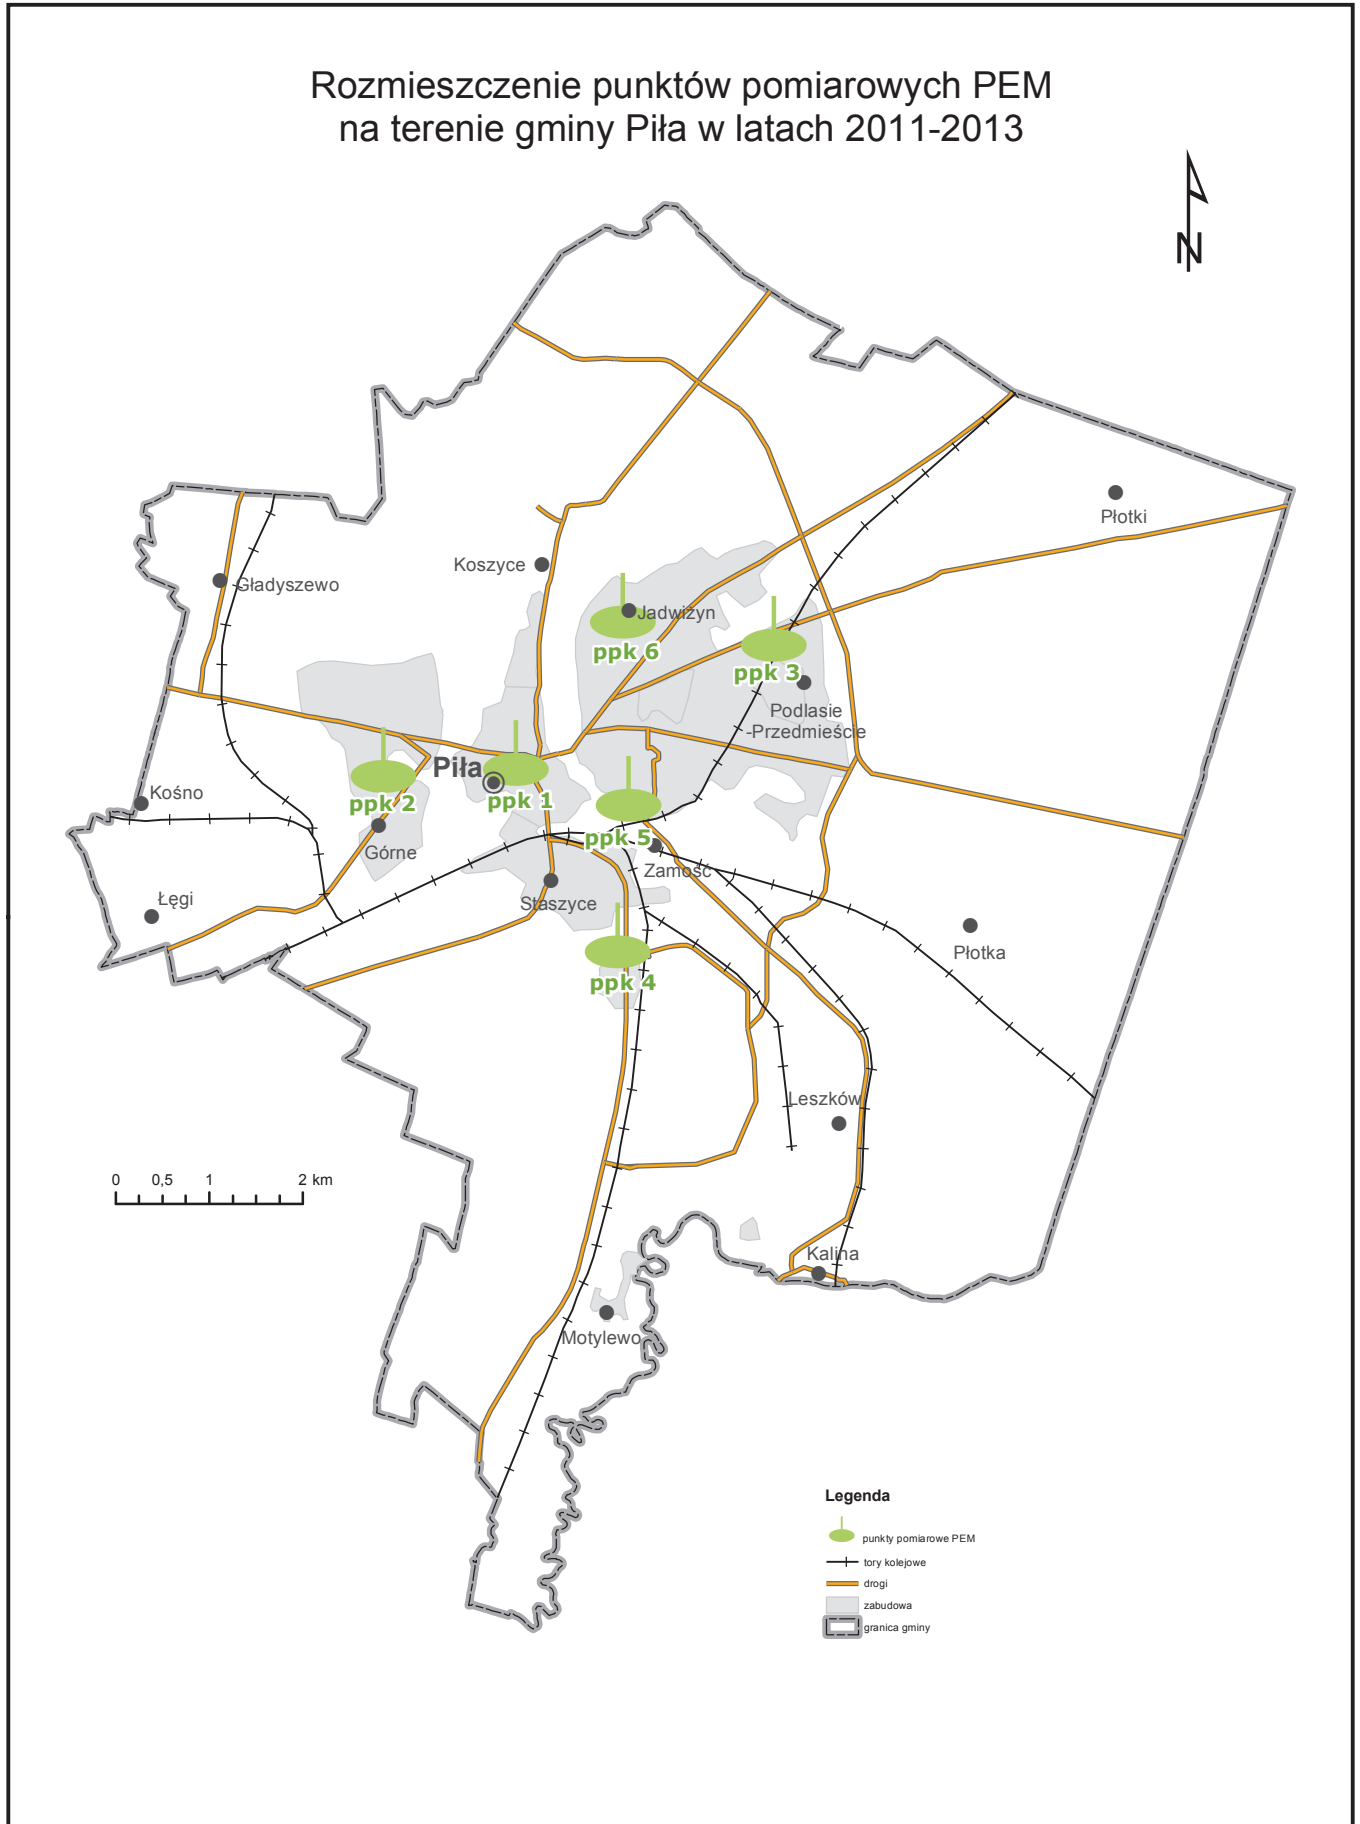 Rozmieszczenie punktów pomiarowych PEM
na terenie gminy Piła w latach 2011-2013
N
Płotki
Koszyce
Gładyszewo
Jadwiżyn
ppk 6
ppk 3
Podlasie
-Przedmieście
Piła
Kośno
ppk 2
ppk 1
ppk 5
Górne
Zamość
Łęgi
Staszyce
Płotka
ppk 4
Leszków
0 0,5 1 2 km
Kalina
Motylewo
Legenda
punkty pomiarowe PEM
tory kolejowe
drogi
zabudowa
granica gminy